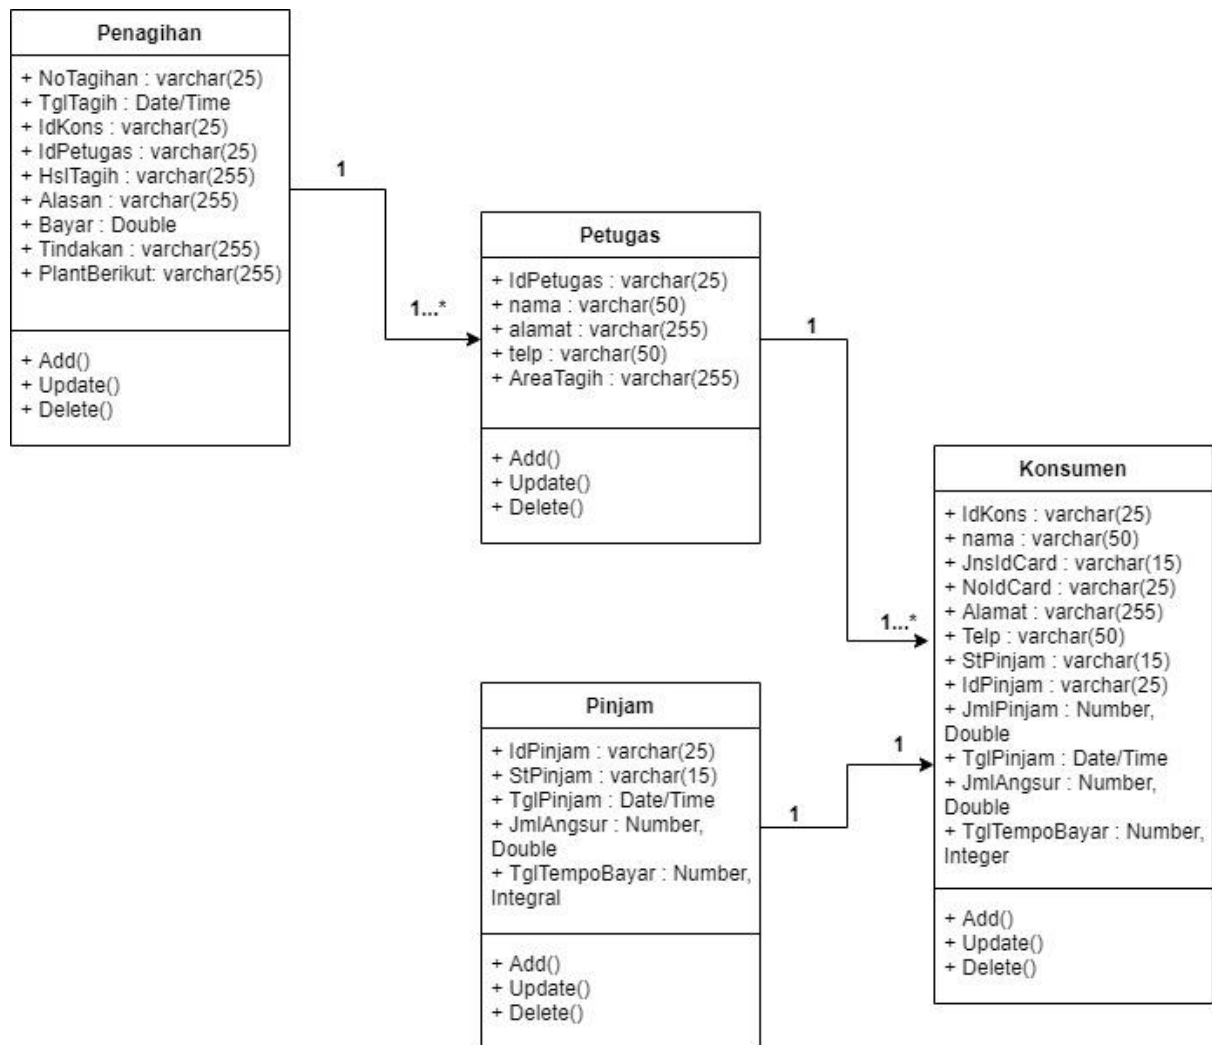 Penagihan
+ NoTagihan : varchar(25)
+ TglTagih : Date/Time
+ IdKons : varchar(25)
+ IdPetugas : varchar(25)
+ HslTagih : varchar(255)
+ Alasan : varchar(255)
+ Bayar : Double
+ Tindakan : varchar(255)
+ PlantBerikut: varchar(255)
+ Add()
+ Update()
+ Delete()
1
1...*
Petugas
+ IdPetugas : varchar(25)
+ nama : varchar(50)
+ alamat : varchar(255)
+ telp : varchar(50)
+ AreaTagih : varchar(255)
+ Add()
+ Update()
+ Delete()
1
1...*
Konsumen
+ IdKons : varchar(25)
+ nama : varchar(50)
+ JnsIdCard : varchar(15)
+ NoIdCard : varchar(25)
+ Alamat : varchar(255)
+ Telp : varchar(50)
+ StPinjam : varchar(15)
+ IdPinjam : varchar(25)
+ JmlPinjam : Number,
Double
+ TglPinjam : Date/Time
+ JmlAngsur : Number,
Double
+ TglTempoBayar : Number,
Integer
+ Add()
+ Update()
+ Delete()
Pinjam
+ IdPinjam : varchar(25)
+ StPinjam : varchar(15)
+ TglPinjam : Date/Time
+ JmlAngsur : Number,
Double
+ TglTempoBayar : Number,
Integral
+ Add()
+ Update()
+ Delete()
1
1